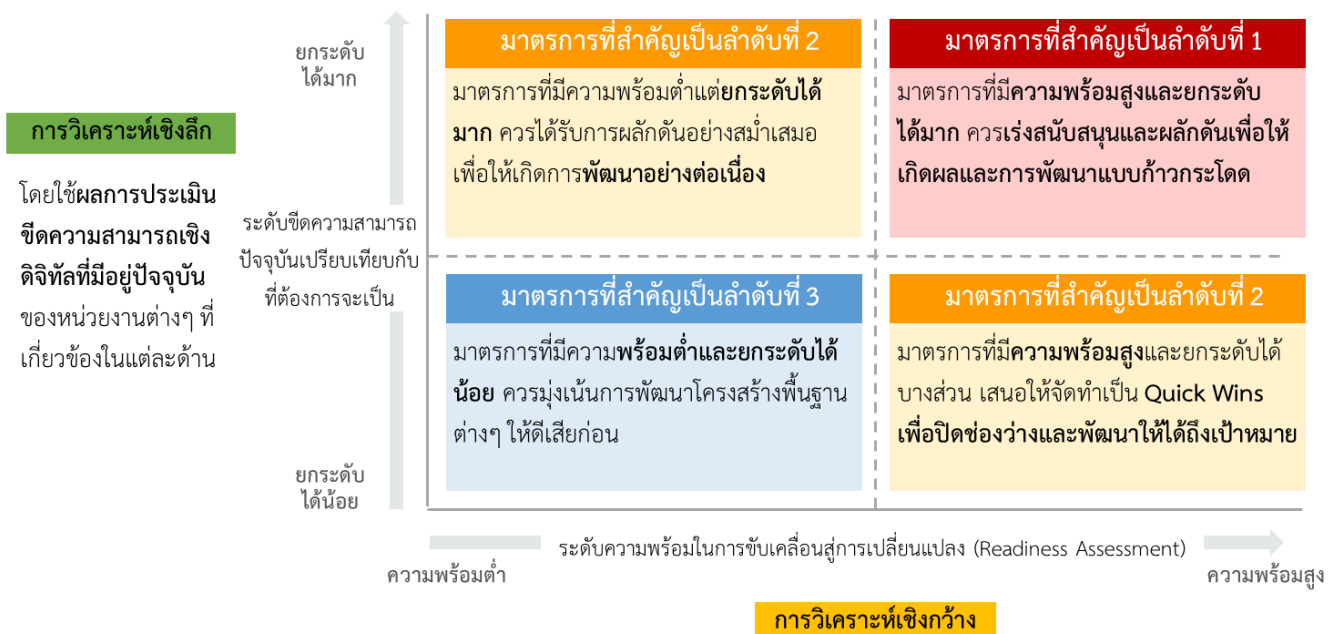 การวิเคราะห์เชิงลึก
โดยใช้ผลการประเมิน
ขีดความสามารถเชิง
ดิจิทัลที่มีอยู่ปัจจุบัน
ของหน่วยงานต่างๆ ที่
เกี่ยวข้องในแต่ละด้าน
ยกระดับ
ได้มาก
ระดับขีดความสามารถ
ปัจจุบันเปรียบเทียบกับ
ที่ต้องการจะเป็น
ยกระดับ
ได้น้อย
มาตรการที่สำคัญเป็นลำดับที่ 2
มาตรการที่มีความพร้อมต่ำแต่ยกระดับได้
มาก ควรได้รับการผลักดันอย่างสม่ำเสมอ
เพื่อให้เกิดการพัฒนาอย่างต่อเนื่อง
มาตรการที่สำคัญเป็นลำดับที่ 1
มาตรการที่มีความพร้อมสูงและยกระดับ
ได้มาก ควรเร่งสนับสนุนและผลักดันเพื่อให้
เกิดผลและการพัฒนาแบบก้าวกระโดด
มาตรการที่สำคัญเป็นลำดับที่ 3
มาตรการที่มีความพร้อมต่ำและยกระดับได้
น้อย ควรมุ่งเน้นการพัฒนาโครงสร้างพื้นฐาน
ต่างๆ ให้ดีเสียก่อน
มาตรการที่สำคัญเป็นลำดับที่ 2
มาตรการที่มีความพร้อมสูงและยกระดับได้
บางส่วน เสนอให้จัดทำเป็น Quick Wins
เพื่อปิดช่องว่างและพัฒนาให้ได้ถึงเป้าหมาย
ระดับความพร้อมในการขับเคลื่อนสู่การเปลี่ยนแปลง (Readiness Assessment)
ความพร้อมต่ำ
ความพร้อมสูง
การวิเคราะห์เชิงกว้าง